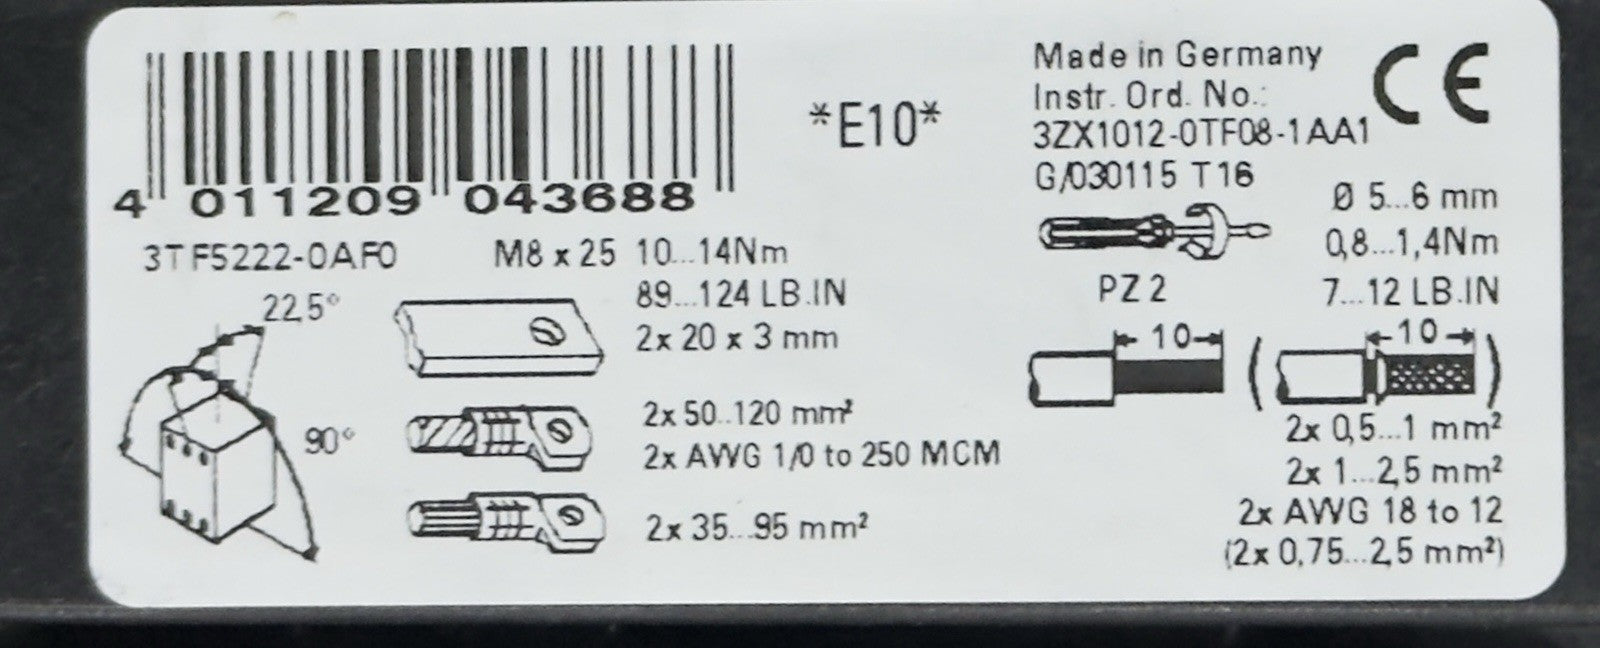 4 011209 043688
*E10*
Made in Germany
Instr. Ord. No.:
3ZX1012-0TF08-1AA1
G/030115 T16
CE
3TF5222-0AF0
22,5°
90°
M8 x 25 10...14Nm
89...124 LB.IN
2x 20 x 3 mm
2x 50..120 mm²
2x AWG 1/0 to 250 MCM
2x 35...95 mm²
Ø 5...6 mm
0,8...1,4Nm
PZ 2
7...12 LB.IN
10
( 10 )
2x 0,5...1 mm²
2x 1...2,5 mm²
2x AWG 18 to 12
(2x 0,75...2,5 mm²)